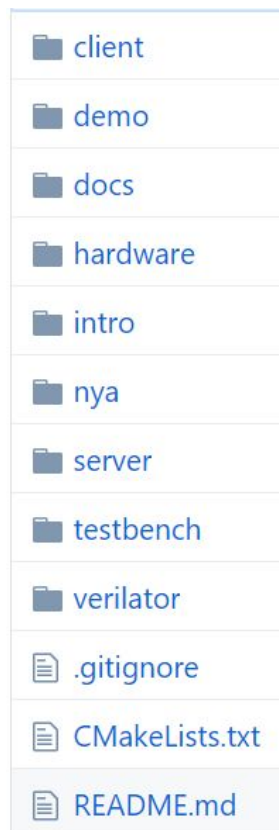 client
demo
docs
hardware
intro
nya
server
testbench
verilator
.gitignore
CMakeLists.txt
README.md